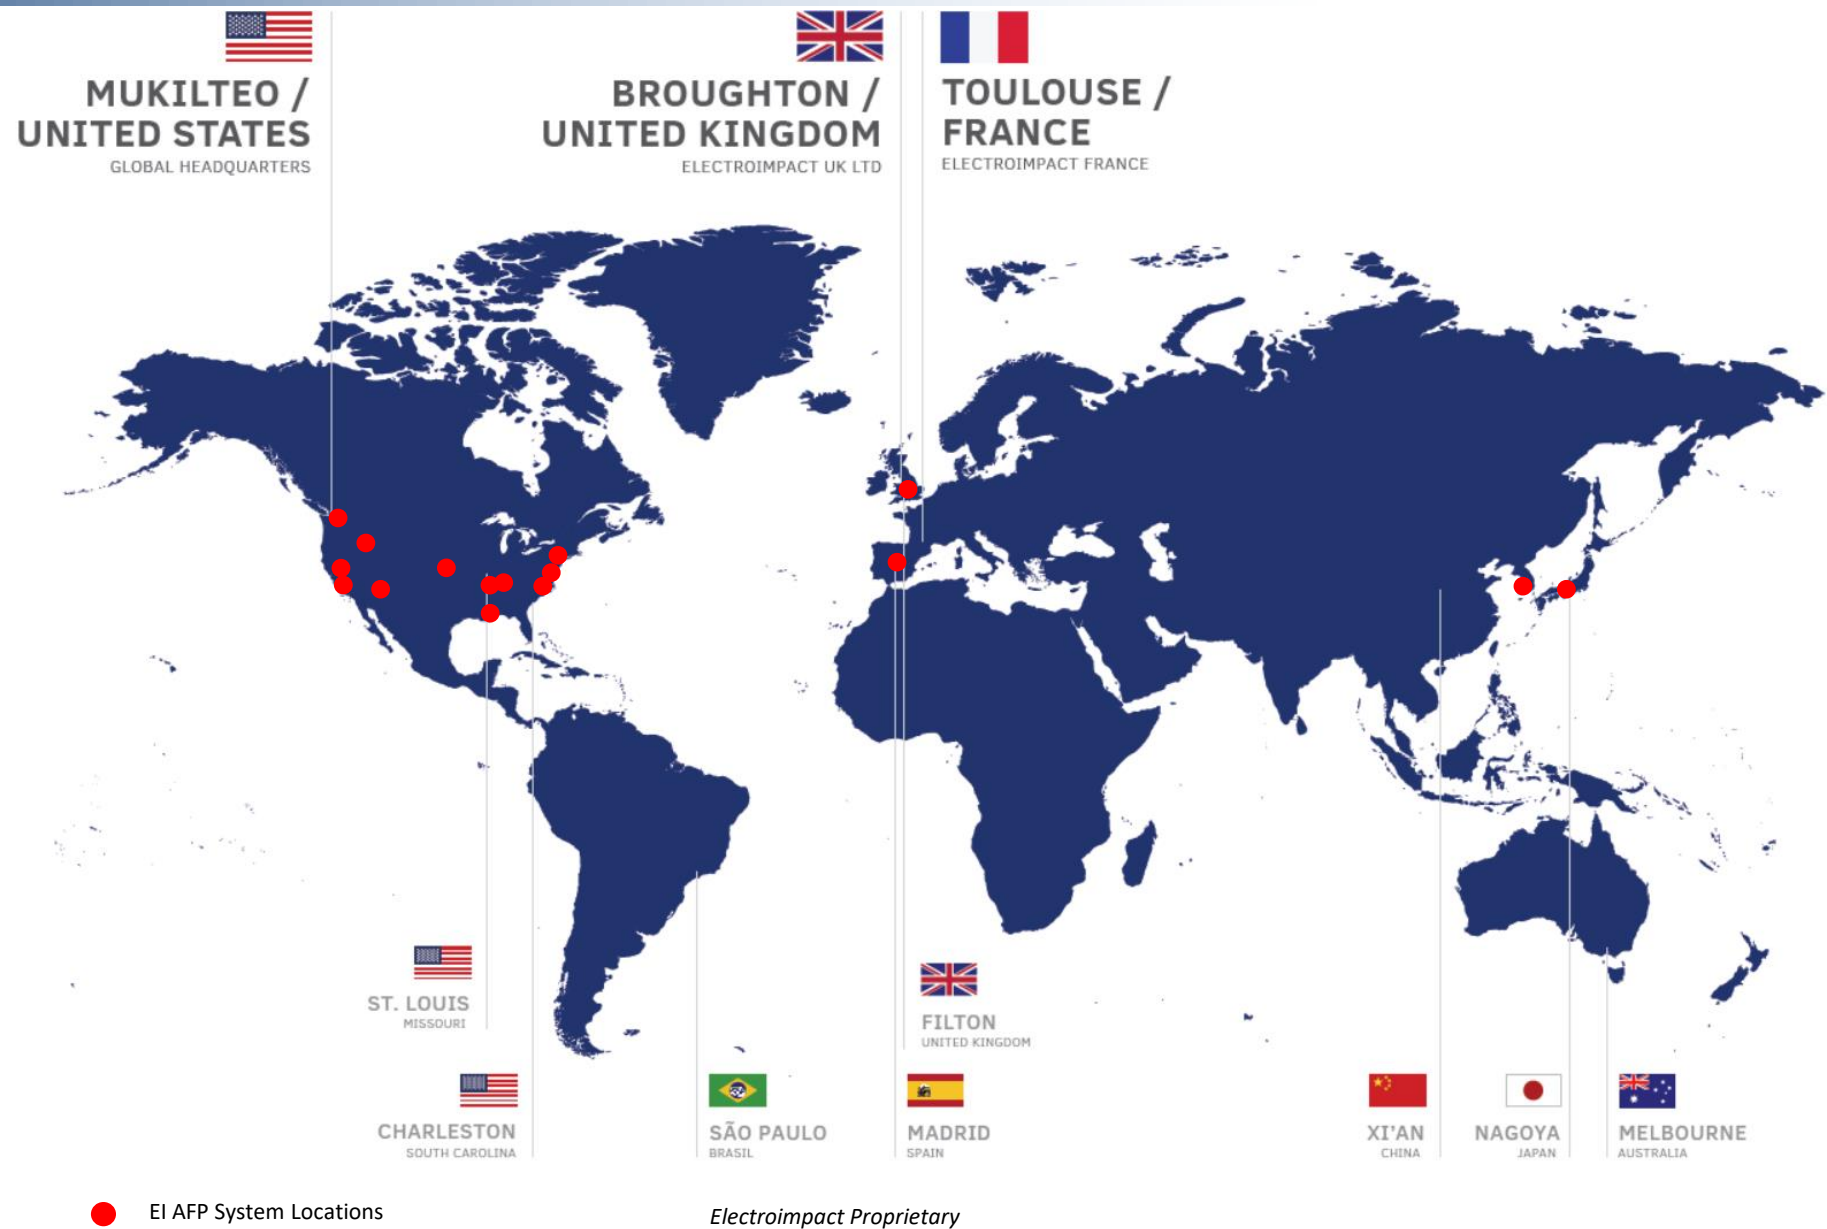 MUKILTEO /
UNITED STATES
GLOBAL HEADQUARTERS
BROUGHTON /
UNITED KINGDOM
ELECTROIMPACT UK LTD
TOULOUSE /
FRANCE
ELECTROIMPACT FRANCE
ST. LOUIS
MISSOURI
FILTON
UNITED KINGDOM
CHARLESTON
SOUTH CAROLINA
SÃO PAULO
BRASIL
MADRID
SPAIN
XI'AN
CHINA
NAGOYA
JAPAN
MELBOURNE
AUSTRALIA
EI AFP System Locations
Electroimpact Proprietary